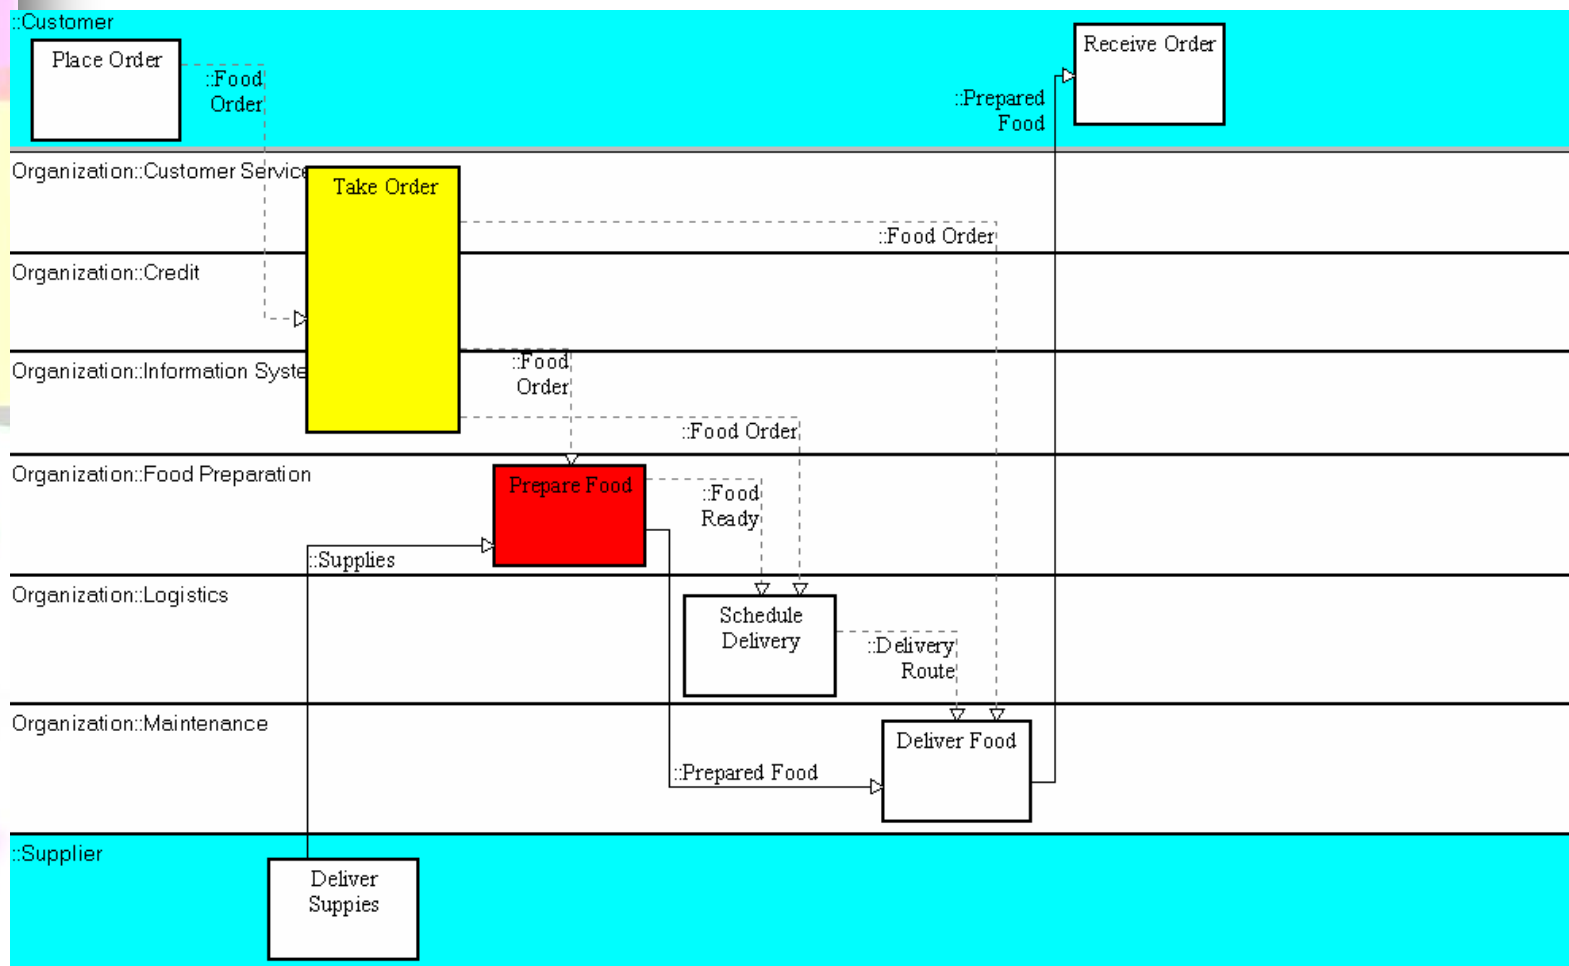 ::Customer
Place Order
::Food
Order
Receive Order
::Prepared
Food
Organization::Customer Service
Take Order
::Food Order
Organization::Credit
Organization::Information Syste
::Food
Order
::Food Order
Organization::Food Preparation
Prepare Food
::Food
Ready
::Supplies
Organization::Logistics
Schedule
Delivery
::Delivery
Route
Organization::Maintenance
Deliver Food
::Prepared Food
::Supplier
Deliver
Suppies